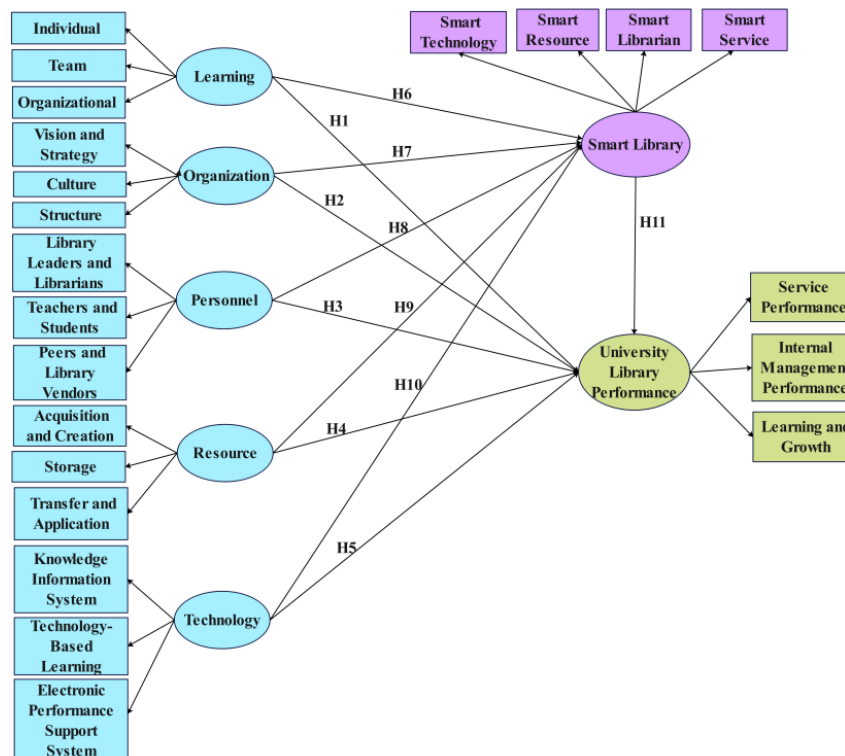 Individual
Team
Organizational
Vision and
Strategy
Culture
Structure
Library
Leaders and
Librarians
Teachers and
Students
Peers and
Library
Vendors
Acquisition
and Creation
Storage
Transfer and
Application
Knowledge
Information
System
Technology-
Based
Learning
Electronic
Performance
Support
System
Learning
Organization
Personnel
Resource
Technology
H6
H1
H7
H2
H8
H3
H9
H10
H4
H5
H11
Smart
Technology
Smart
Resource
Smart
Librarian
Smart
Service
Smart Library
University
Library
Performance
Service
Performance
Internal
Management
Performance
Learning and
Growth